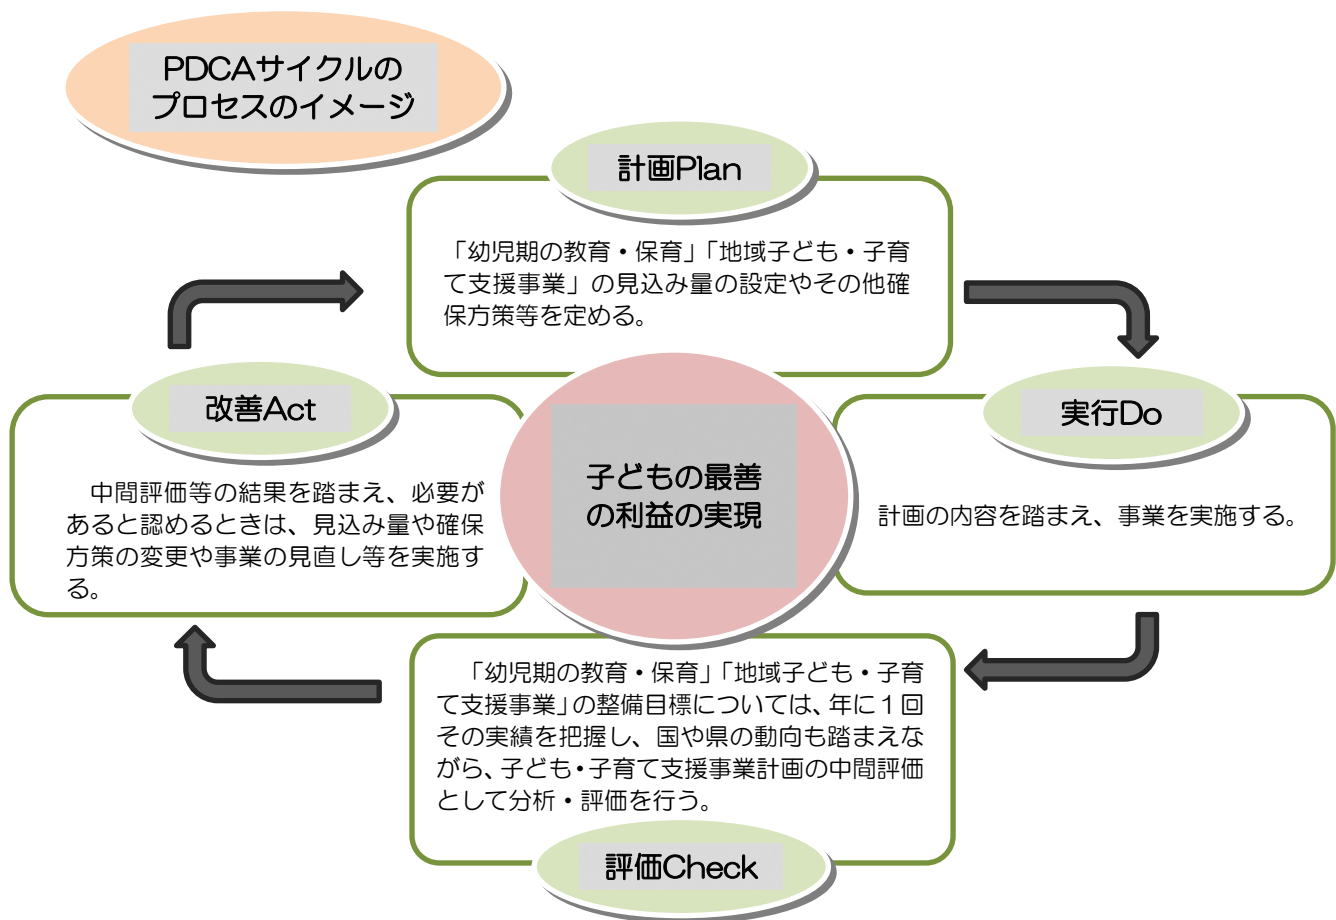 PDCAサイクルの
プロセスのイメージ
計画Plan
「幼児期の教育・保育」「地域子ども・子育
て支援事業」の見込み量の設定やその他確
保方策等を定める。
改善Act
中間評価等の結果を踏まえ、必要が
あると認めるときは、見込み量や確保
方策の変更や事業の見直し等を実施す
る。
子どもの最善
の利益の実現
実行Do
計画の内容を踏まえ、事業を実施する。
「幼児期の教育・保育」「地域子ども・子育
て支援事業」の整備目標については、年に１回
その実績を把握し、国や県の動向も踏まえな
がら、子ども・子育て支援事業計画の中間評価
として分析・評価を行う。
評価Check